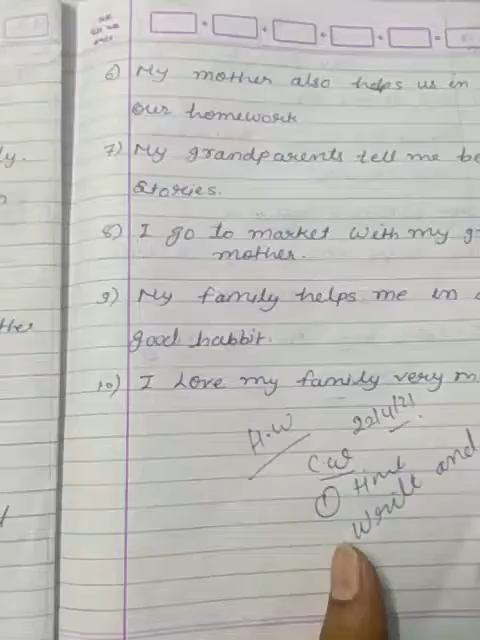 6) My mother also helps us in
our homework
7) My grandparents tell me be
Stories.
8) I go to market with my g
mother.
9) My family helps me in
good habbit.
10) I Love my family very m
H.W 22/4/21
C.W
①
Write and